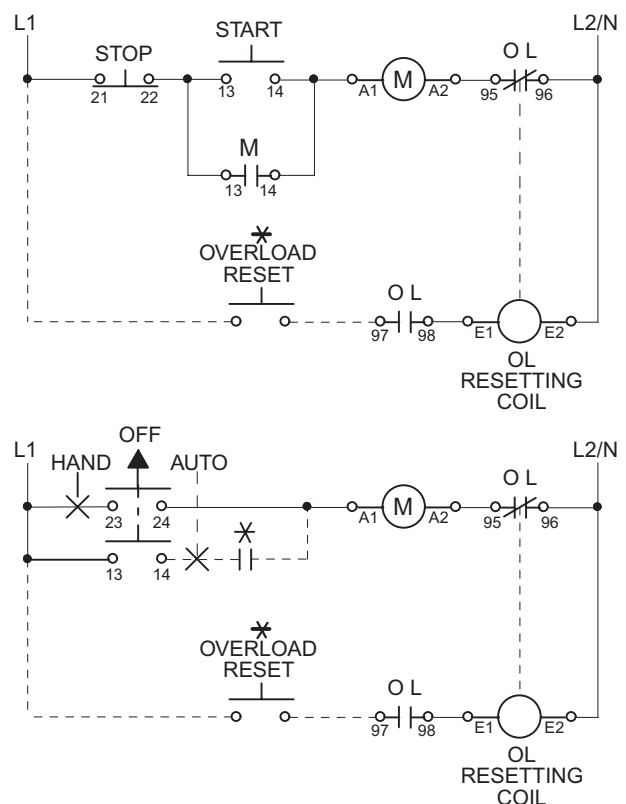 L1 L2/N
START
STOP
O L
M
21 22 13 14 A1 A2 95 96
M
13 14
OVERLOAD
RESET
O L
97 98 E1 E2
OL
RESETTING
COIL
OFF
L1 L2/N
HAND AUTO
O L
M
23 24 A1 A2 95 96
13 14
OVERLOAD
RESET
O L
97 98 E1 E2
OL
RESETTING
COIL